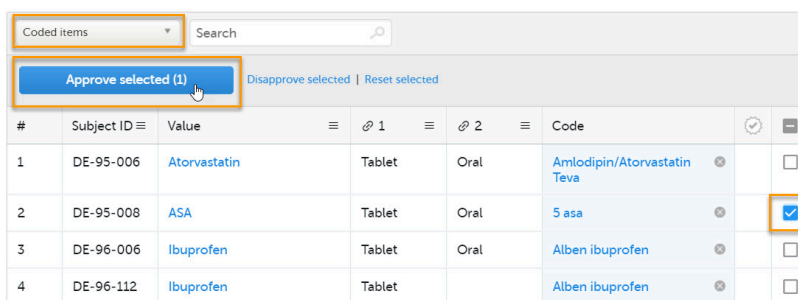 Coded items Search
Approve selected (1) Disapprove selected | Reset selected
# Subject ID Value 1 2 Code
1 DE-95-006 Atorvastatin Tablet Oral Amlodipin/Atorvastatin
Teva
2 DE-95-008 ASA Tablet Oral 5 asa
3 DE-96-006 Ibuprofen Tablet Oral Alben ibuprofen
4 DE-96-112 Ibuprofen Tablet Alben ibuprofen